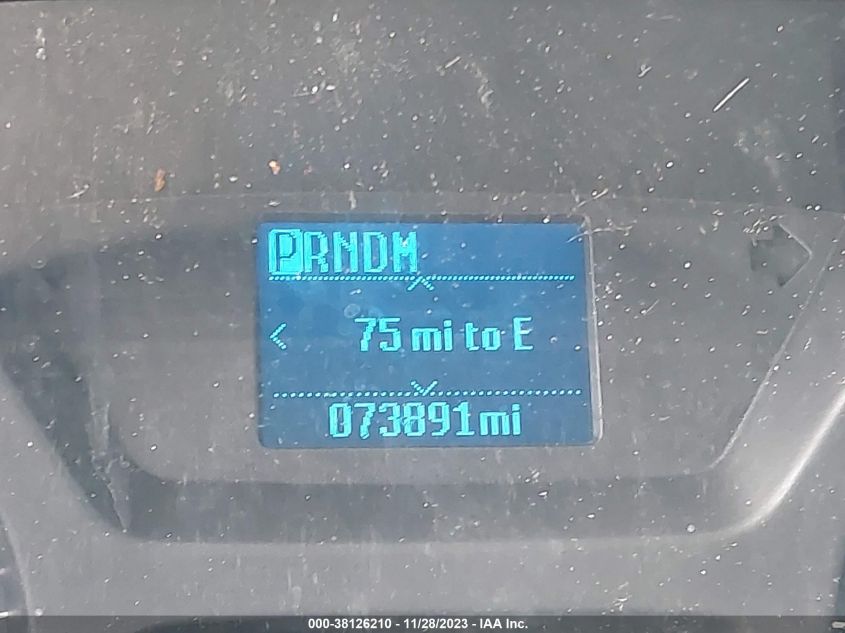 PRNDM
75 mi to E
073891mi
000-38126210 - 11/28/2023 - IAA Inc.